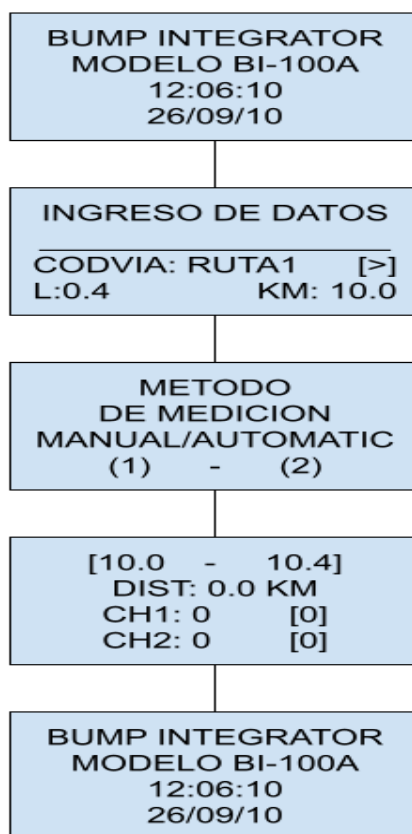 BUMP INTEGRATOR
MODELO BI-100A
12:06:10
26/09/10
INGRESO DE DATOS
CODVIA: RUTA1 [>]
L:0.4 KM: 10.0
METODO
DE MEDICION
MANUAL/AUTOMATIC
(1) - (2)
[10.0 - 10.4]
DIST: 0.0 KM
CH1: 0 [0]
CH2: 0 [0]
BUMP INTEGRATOR
MODELO BI-100A
12:06:10
26/09/10